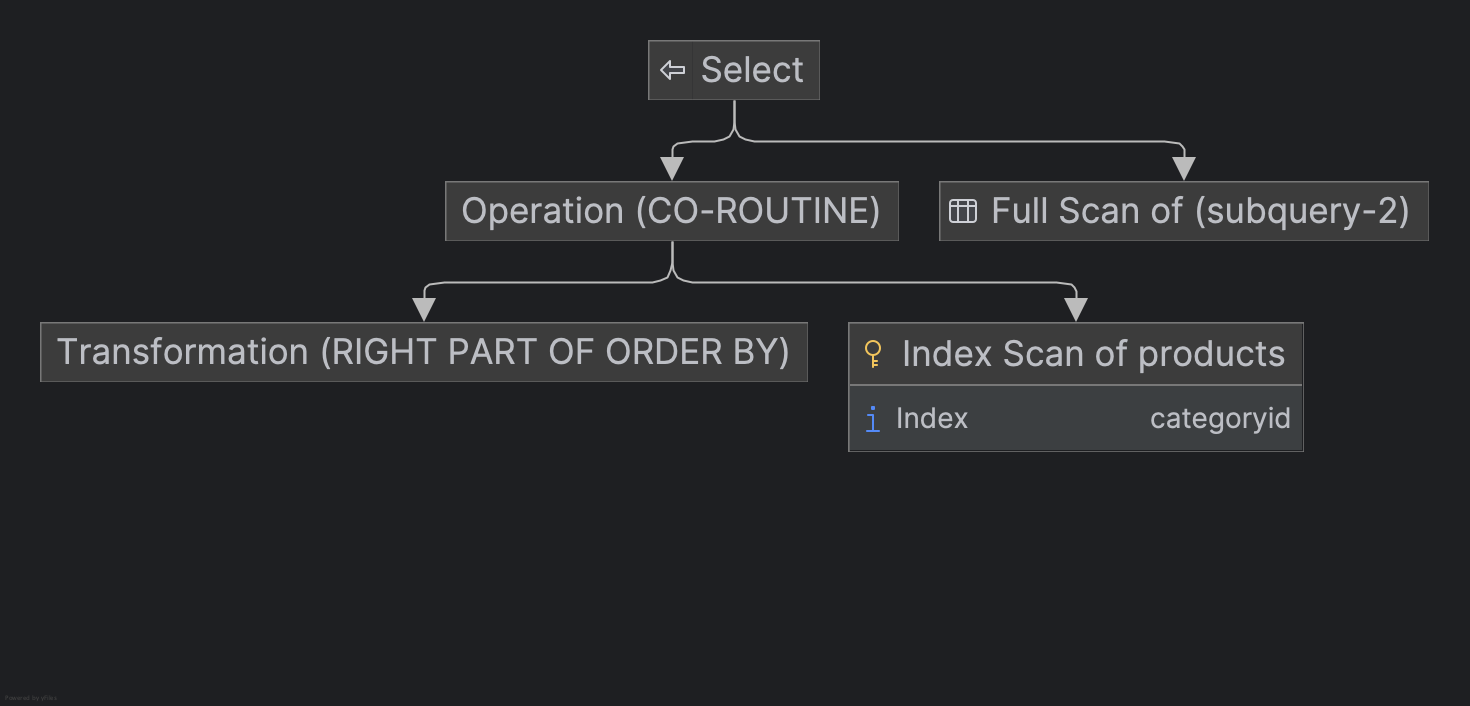 Select
Operation (CO-ROUTINE)
Full Scan of (subquery-2)
Transformation (RIGHT PART OF ORDER BY)
Index Scan of products
Index categoryid
Powered by yFiles